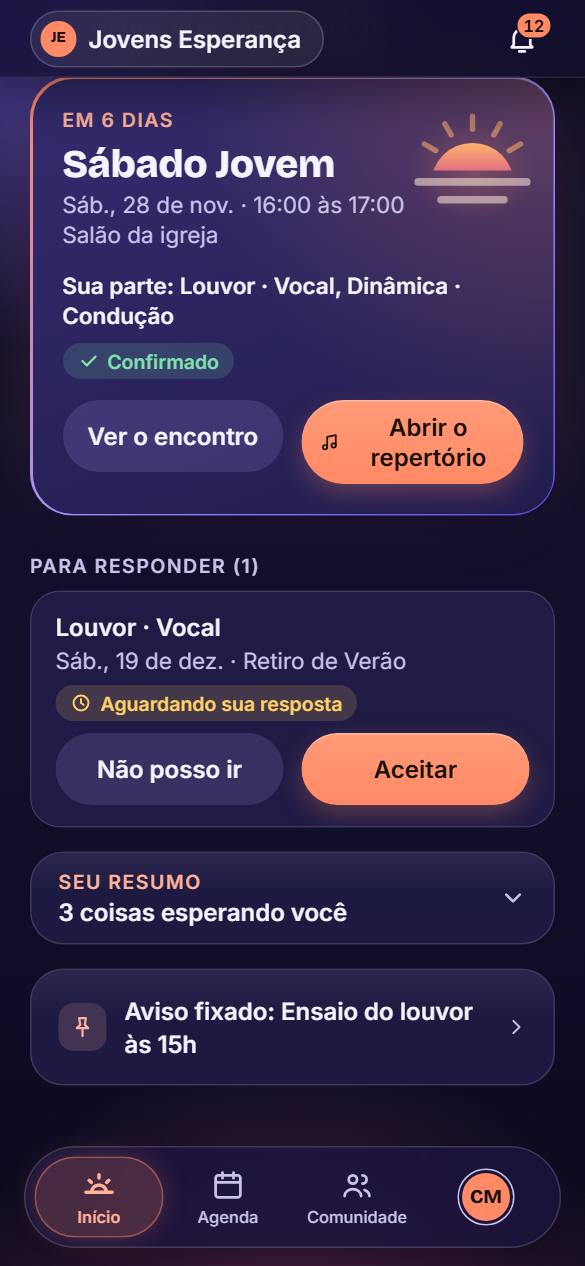 JE Jovens Esperança
12
EM 6 DIAS
Sábado Jovem
Sáb., 28 de nov. · 16:00 às 17:00
Salão da igreja
Sua parte: Louvor · Vocal, Dinâmica ·
Condução
Confirmado
Ver o encontro
Abrir o
repertório
PARA RESPONDER (1)
Louvor · Vocal
Sáb., 19 de dez. · Retiro de Verão
Aguardando sua resposta
Não posso ir
Aceitar
SEU RESUMO
3 coisas esperando você
Aviso fixado: Ensaio do louvor
às 15h
Início
Agenda
Comunidade
CM